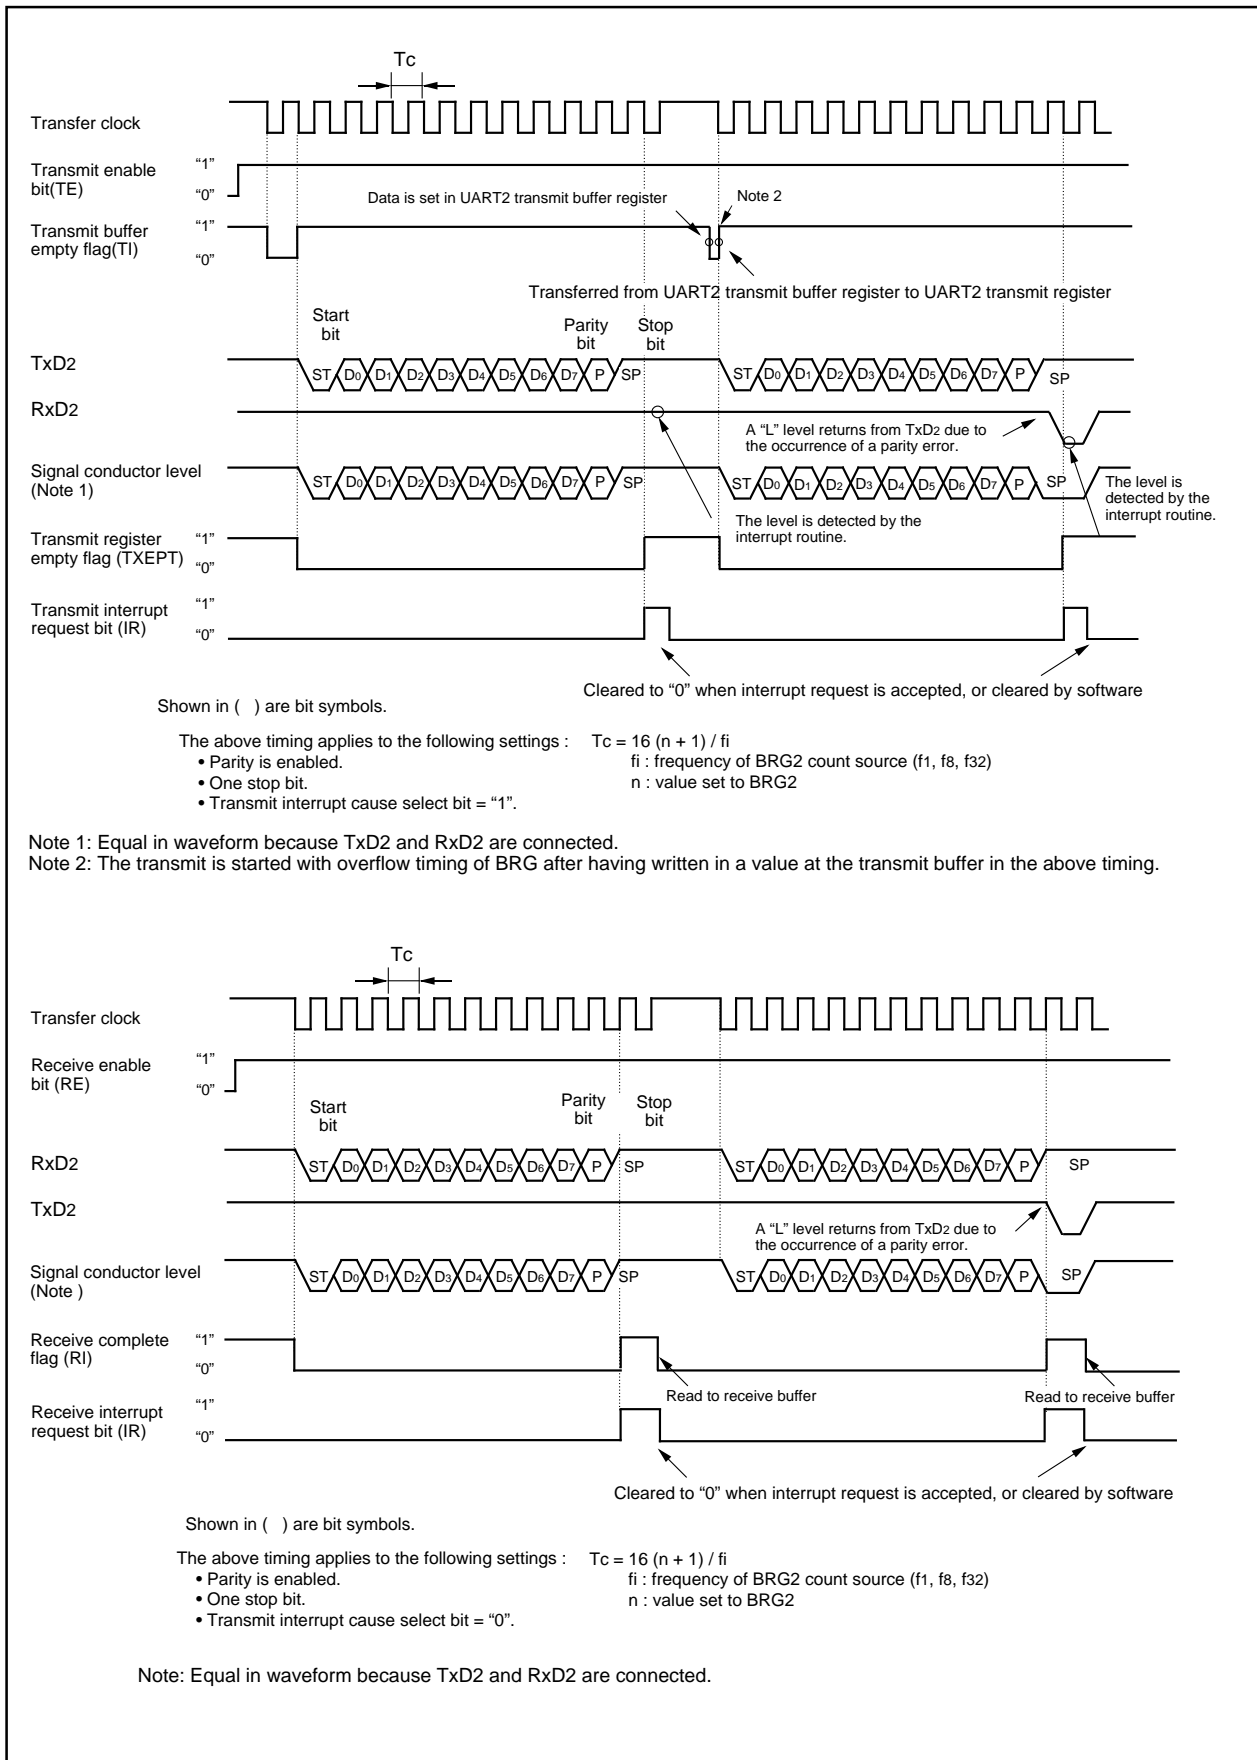 Tc
Transfer clock
Transmit enable
bit(TE)
“1”
“0”
Data is set in UART2 transmit buffer register
Note 2
Transmit buffer
empty flag(TI)
“1”
“0”
Transferred from UART2 transmit buffer register to UART2 transmit register
Start
bit
Parity
bit
Stop
bit
TxD2
ST D0 D1 D2 D3 D4 D5 D6 D7 P SP ST D0 D1 D2 D3 D4 D5 D6 D7 P SP
RxD2
A “L” level returns from TxD2 due to
the occurrence of a parity error.
Signal conductor level
(Note 1)
ST D0 D1 D2 D3 D4 D5 D6 D7 P SP ST D0 D1 D2 D3 D4 D5 D6 D7 P SP
The level is
detected by the
interrupt routine.
The level is detected by the
interrupt routine.
Transmit register
empty flag (TXEPT)
“1”
“0”
Transmit interrupt
request bit (IR)
“1”
“0”
Cleared to “0” when interrupt request is accepted, or cleared by software
Shown in ( ) are bit symbols.
The above timing applies to the following settings :
• Parity is enabled.
• One stop bit.
• Transmit interrupt cause select bit = “1”.
Tc = 16 (n + 1) / fi
fi : frequency of BRG2 count source (f1, f8, f32)
n : value set to BRG2
Note 1: Equal in waveform because TxD2 and RxD2 are connected.
Note 2: The transmit is started with overflow timing of BRG after having written in a value at the transmit buffer in the above timing.
Tc
Transfer clock
Receive enable
bit (RE)
“1”
“0”
Start
bit
Parity
bit
Stop
bit
RxD2
ST D0 D1 D2 D3 D4 D5 D6 D7 P SP ST D0 D1 D2 D3 D4 D5 D6 D7 P SP
TxD2
A “L” level returns from TxD2 due to
the occurrence of a parity error.
Signal conductor level
(Note )
ST D0 D1 D2 D3 D4 D5 D6 D7 P SP ST D0 D1 D2 D3 D4 D5 D6 D7 P SP
Receive complete
flag (RI)
“1”
“0”
Read to receive buffer
Read to receive buffer
Receive interrupt
request bit (IR)
“1”
“0”
Cleared to “0” when interrupt request is accepted, or cleared by software
Shown in ( ) are bit symbols.
The above timing applies to the following settings :
• Parity is enabled.
• One stop bit.
• Transmit interrupt cause select bit = “0”.
Tc = 16 (n + 1) / fi
fi : frequency of BRG2 count source (f1, f8, f32)
n : value set to BRG2
Note: Equal in waveform because TxD2 and RxD2 are connected.